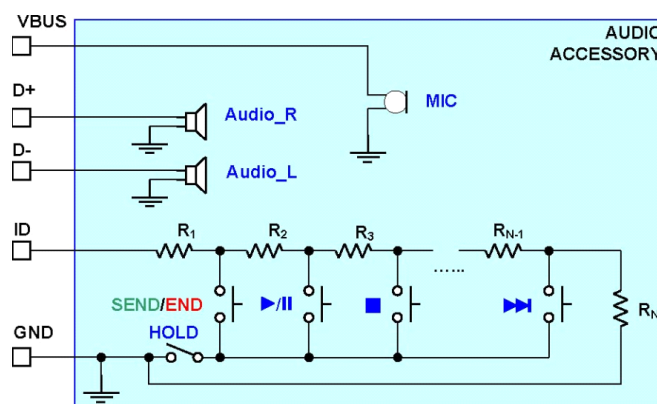 VBUS
AUDIO
ACCESSORY
D+
Audio_R
MIC
D-
Audio_L
ID
R1
R2
R3
RN-1
......
SEND/END
RN
GND
HOLD